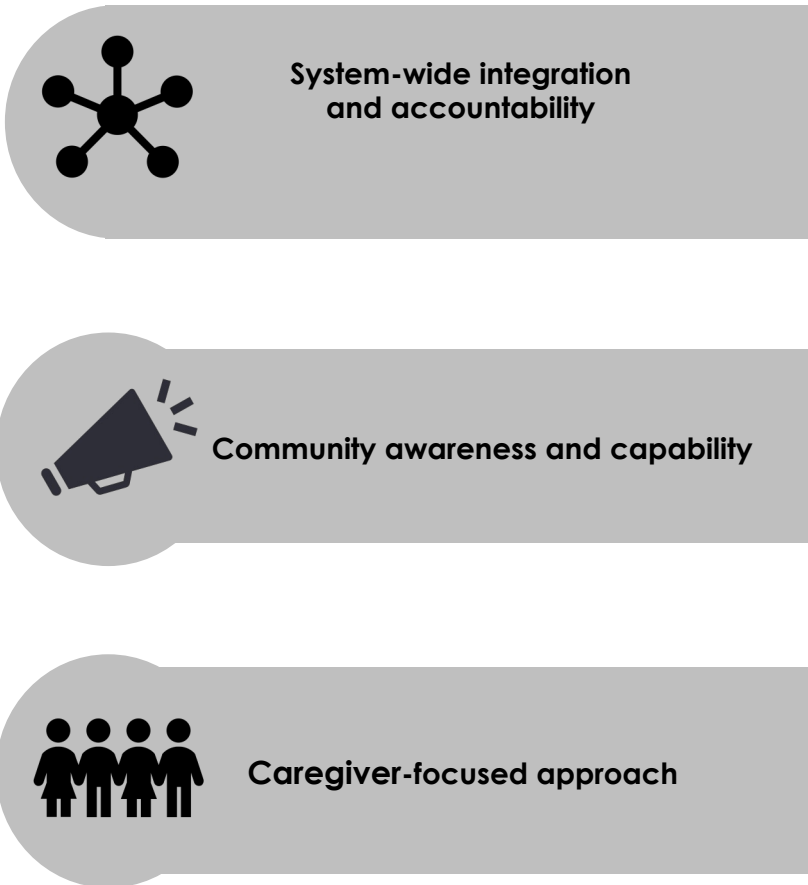 System-wide integration
and accountability
Community awareness and capability
Caregiver-focused approach